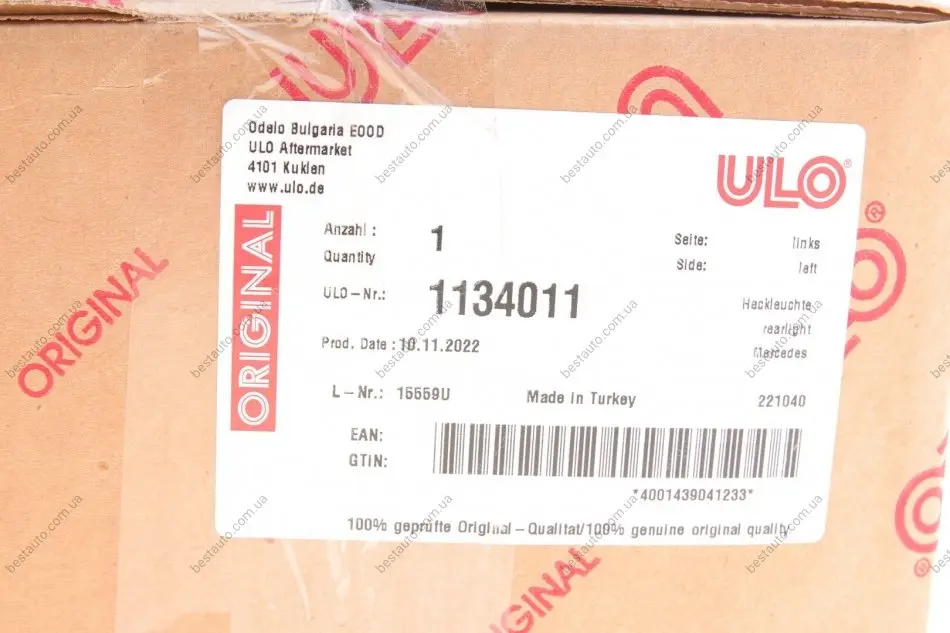 Odelo Bulgaria EOOD
ULO Aftermarket
4101 Kuklen
www.ulo.de
ULO®
ORIGINAL
Anzahl :
Quantity
1
Seite: links
Side: left
ULO-Nr.: 1134011
Heckleuchte
rearlight
Mercedes
Prod. Date : 10.11.2022
L-Nr.: 15559U
Made in Turkey
221040
EAN:
GTIN:
*4001439041233*
100% geprüfte Original-Qualitat/100% genuine original quality
ORIGINAL
ORIGINAL
ULO
bestauto.com.ua